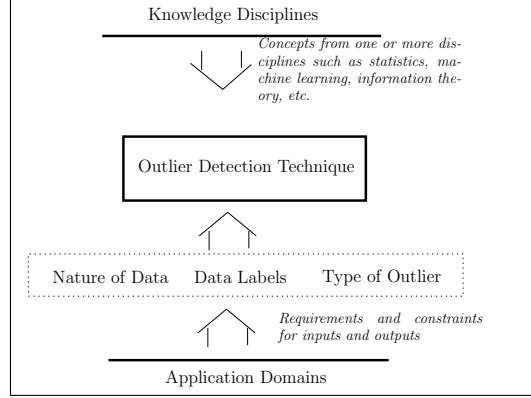 Knowledge Disciplines
Concepts from one or more dis-
ciplines such as statistics, ma-
chine learning, information the-
ory, etc.
Outlier Detection Technique
Nature of Data Data Labels Type of Outlier
Requirements and constraints
for inputs and outputs
Application Domains